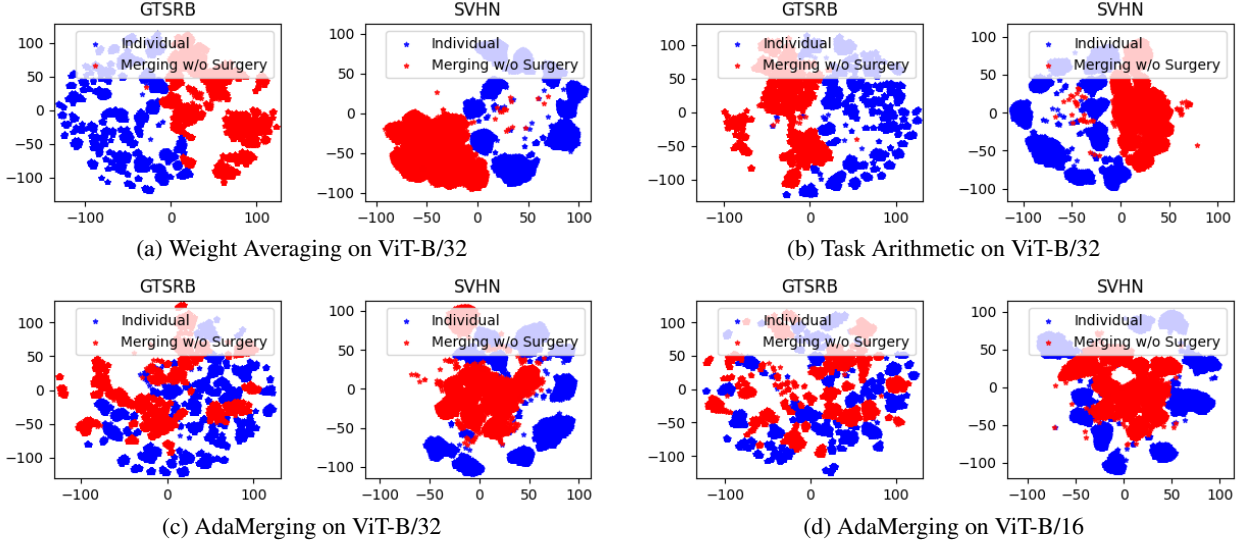 GTSRB
SVHN
GTSRB
SVHN
Individual
Merging w/o Surgery
Individual
Merging w/o Surgery
Individual
Merging w/o Surgery
Individual
Merging w/o Surgery
100
50
0
−50
−100
−100
0
100
100
50
0
−50
−100
−100
−50
0
50
100
100
50
0
−50
−100
−100
0
100
100
50
0
−50
−100
−100
−50
0
50
100
(a) Weight Averaging on ViT-B/32
(b) Task Arithmetic on ViT-B/32
GTSRB
SVHN
GTSRB
SVHN
Individual
Merging w/o Surgery
Individual
Merging w/o Surgery
Individual
Merging w/o Surgery
Individual
Merging w/o Surgery
100
50
0
−50
−100
−100
0
100
100
50
0
−50
−100
−100
−50
0
50
100
100
50
0
−50
−100
−100
0
100
100
50
0
−50
−100
−100
−50
0
50
100
(c) AdaMerging on ViT-B/32
(d) AdaMerging on ViT-B/16